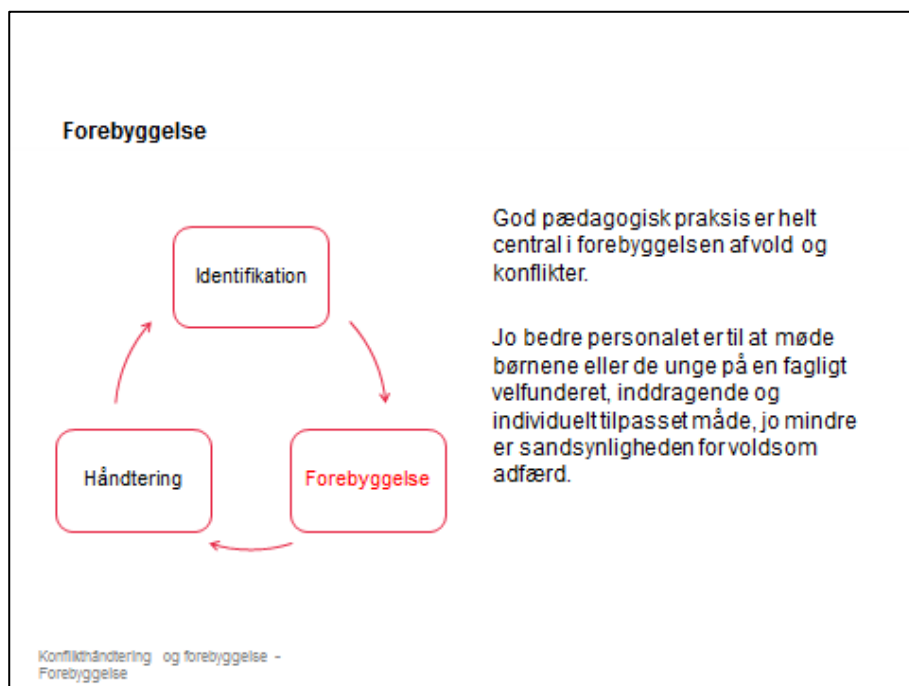 Forebyggelse
Identifikation
Håndtering
Forebyggelse
God pædagogisk praksis er helt
central i forebyggelsen af vold og
konflikter.
Jo bedre personalet er til at møde
børnene eller de unge på en fagligt
velfunderet, inddragende og
individuelt tilpasset måde, jo mindre
er sandsynligheden for voldsom
adfærd.
Konflikthåndtering og forebyggelse –
Forebyggelse